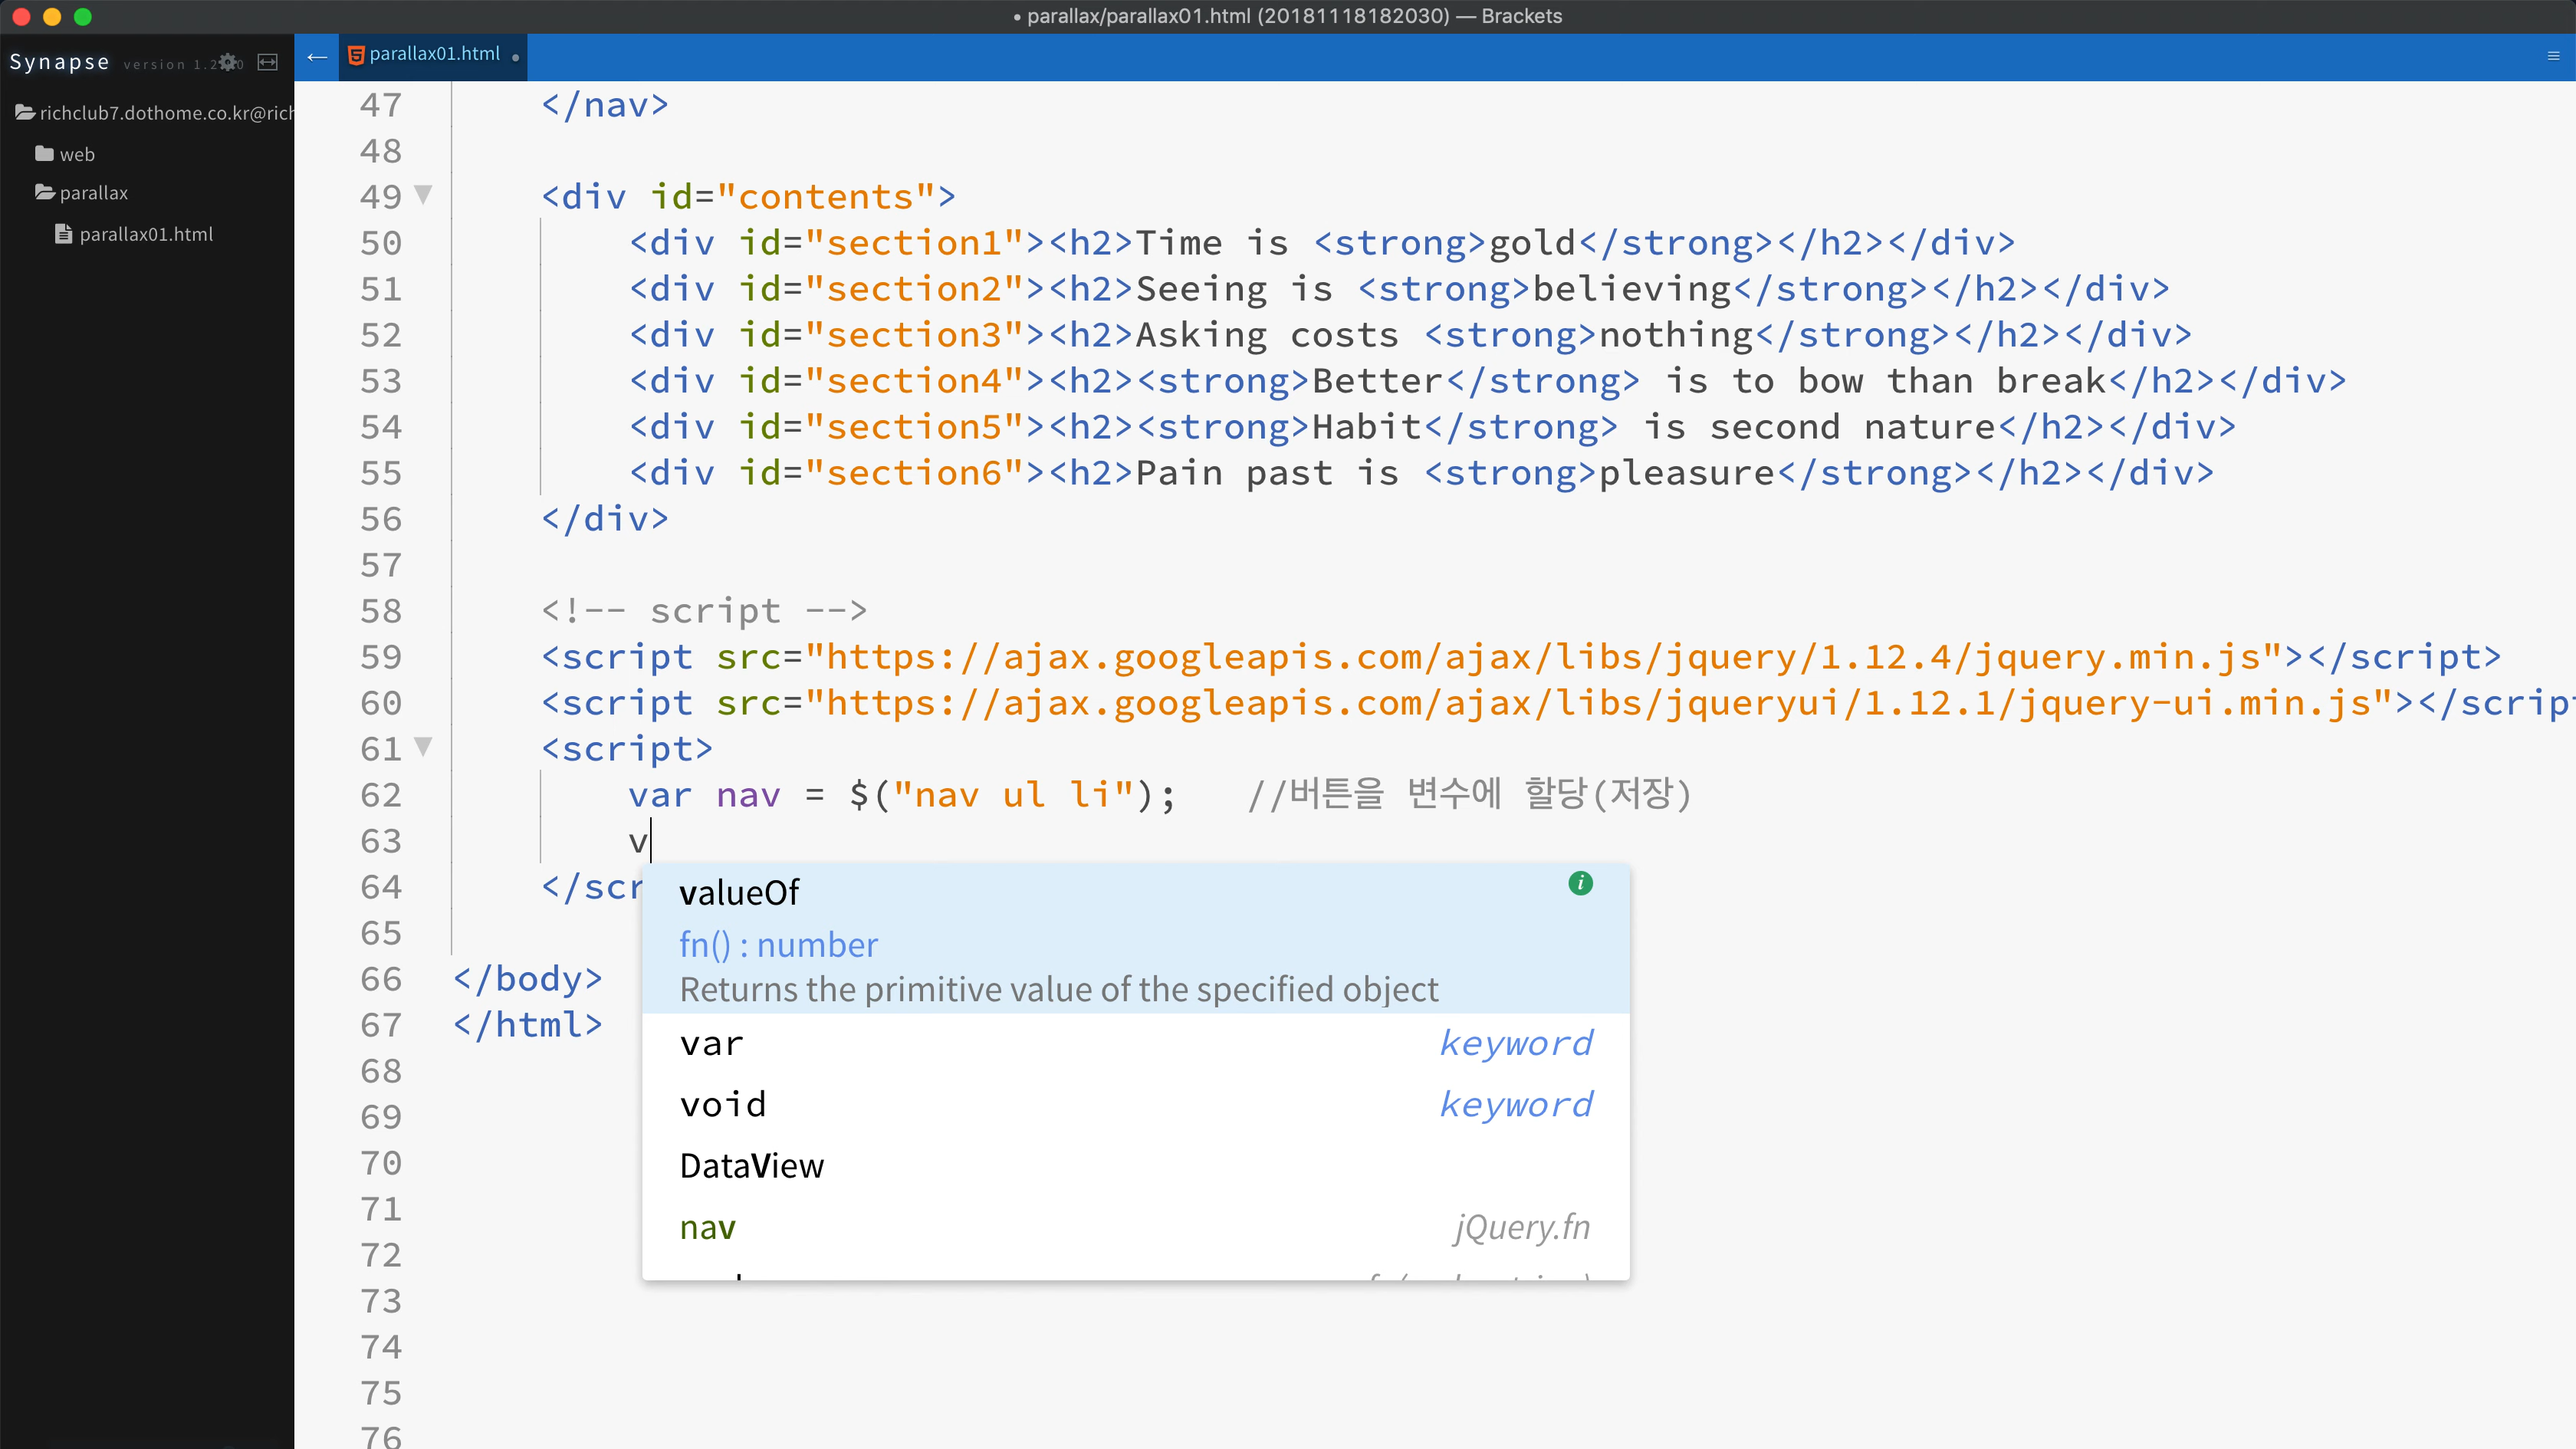 • parallax/parallax01.html (20181118182030) — Brackets
Synapse
version
richclub7.dothome.co.kr@rich
web
parallax
parallax01.html
← parallax01.html •
47 </nav>
48
49 <div id="contents">
50 <div id="section1"><h2>Time is <strong>gold</strong></h2></div>
51 <div id="section2"><h2>Seeing is <strong>believing</strong></h2></div>
52 <div id="section3"><h2>Asking costs <strong>nothing</strong></h2></div>
53 <div id="section4"><h2><strong>Better</strong> is to bow than break</h2></div>
54 <div id="section5"><h2><strong>Habit</strong> is second nature</h2></div>
55 <div id="section6"><h2>Pain past is <strong>pleasure</strong></h2></div>
56 </div>
57
58 <!-- script -->
59 <script src="https://ajax.googleapis.com/ajax/libs/jquery/1.12.4/jquery.min.js"></script>
60 <script src="https://ajax.googleapis.com/ajax/libs/jqueryui/1.12.1/jquery-ui.min.js"></scrip
61 <script>
62 var nav = $("nav ul li"); //버튼을 변수에 할당(저장)
63 v
64 </scr
65
66 </body>
67 </html>
68
69
70
71
72
73
74
75
76
valueOf
fn() : number
Returns the primitive value of the specified object
var keyword
void keyword
DataView
nav jQuery.fn